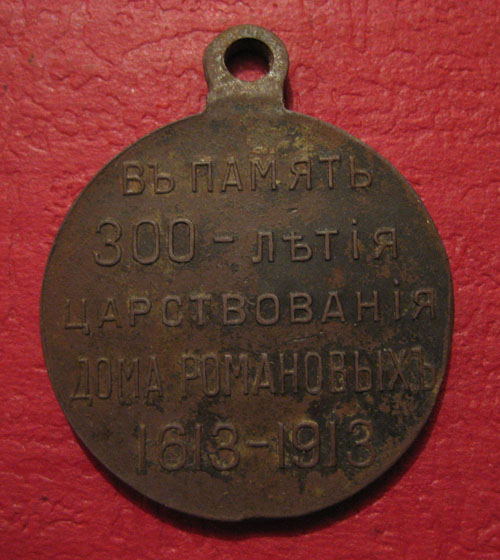 ВЪ ПАМЯТЬ
300-ЛѢТІЯ
ЦАРСТВОВАНІЯ
ДОМА РОМАНОВЫХЪ
1613-1913